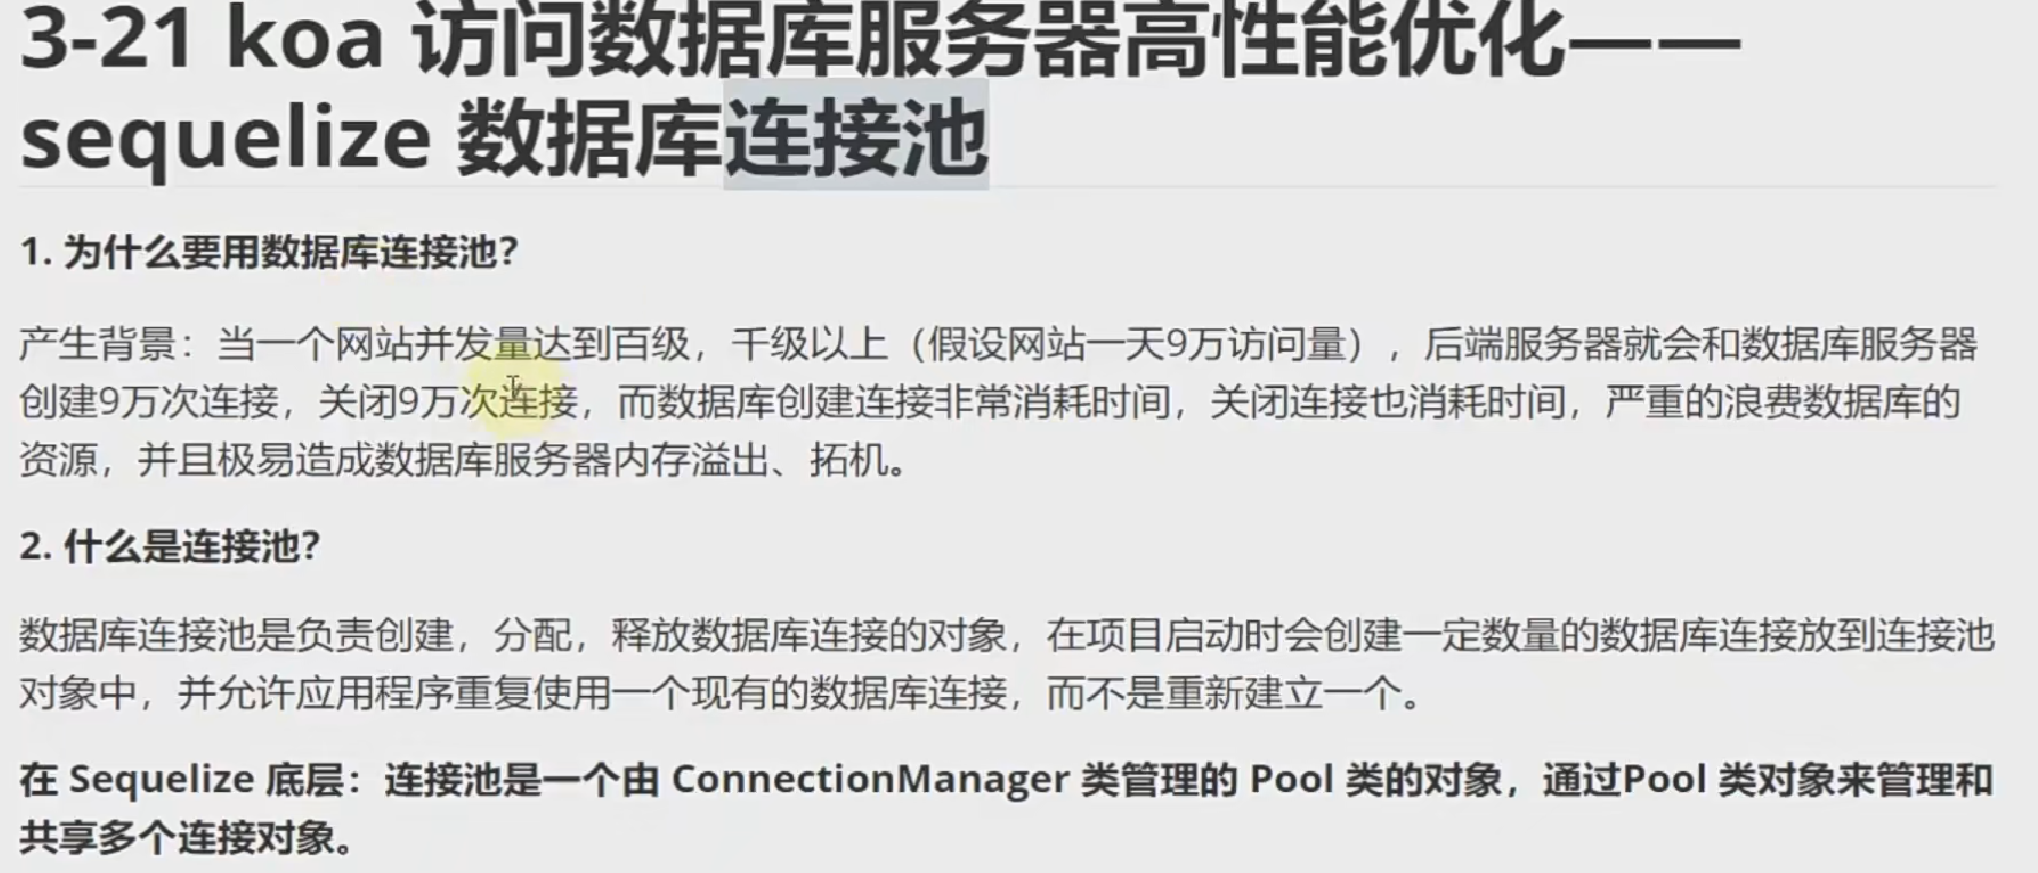 3-21 koa 访问数据库服务器高性能优化——
sequelize 数据库连接池
1. 为什么要用数据库连接池？
产生背景：当一个网站并发量达到百级，千级以上（假设网站一天9万访问量），后端服务器就会和数据库服务器
创建9万次连接，关闭9万次连接，而数据库创建连接非常消耗时间，关闭连接也消耗时间，严重的浪费数据库的
资源，并且极易造成数据库服务器内存溢出、拓机。
2. 什么是连接池？
数据库连接池是负责创建，分配，释放数据库连接的对象，在项目启动时会创建一定数量的数据库连接放到连接池
对象中，并允许应用程序重复使用一个现有的数据库连接，而不是重新建立一个。
在 Sequelize 底层：连接池是一个由 ConnectionManager 类管理的 Pool 类的对象，通过Pool 类对象来管理和
共享多个连接对象。